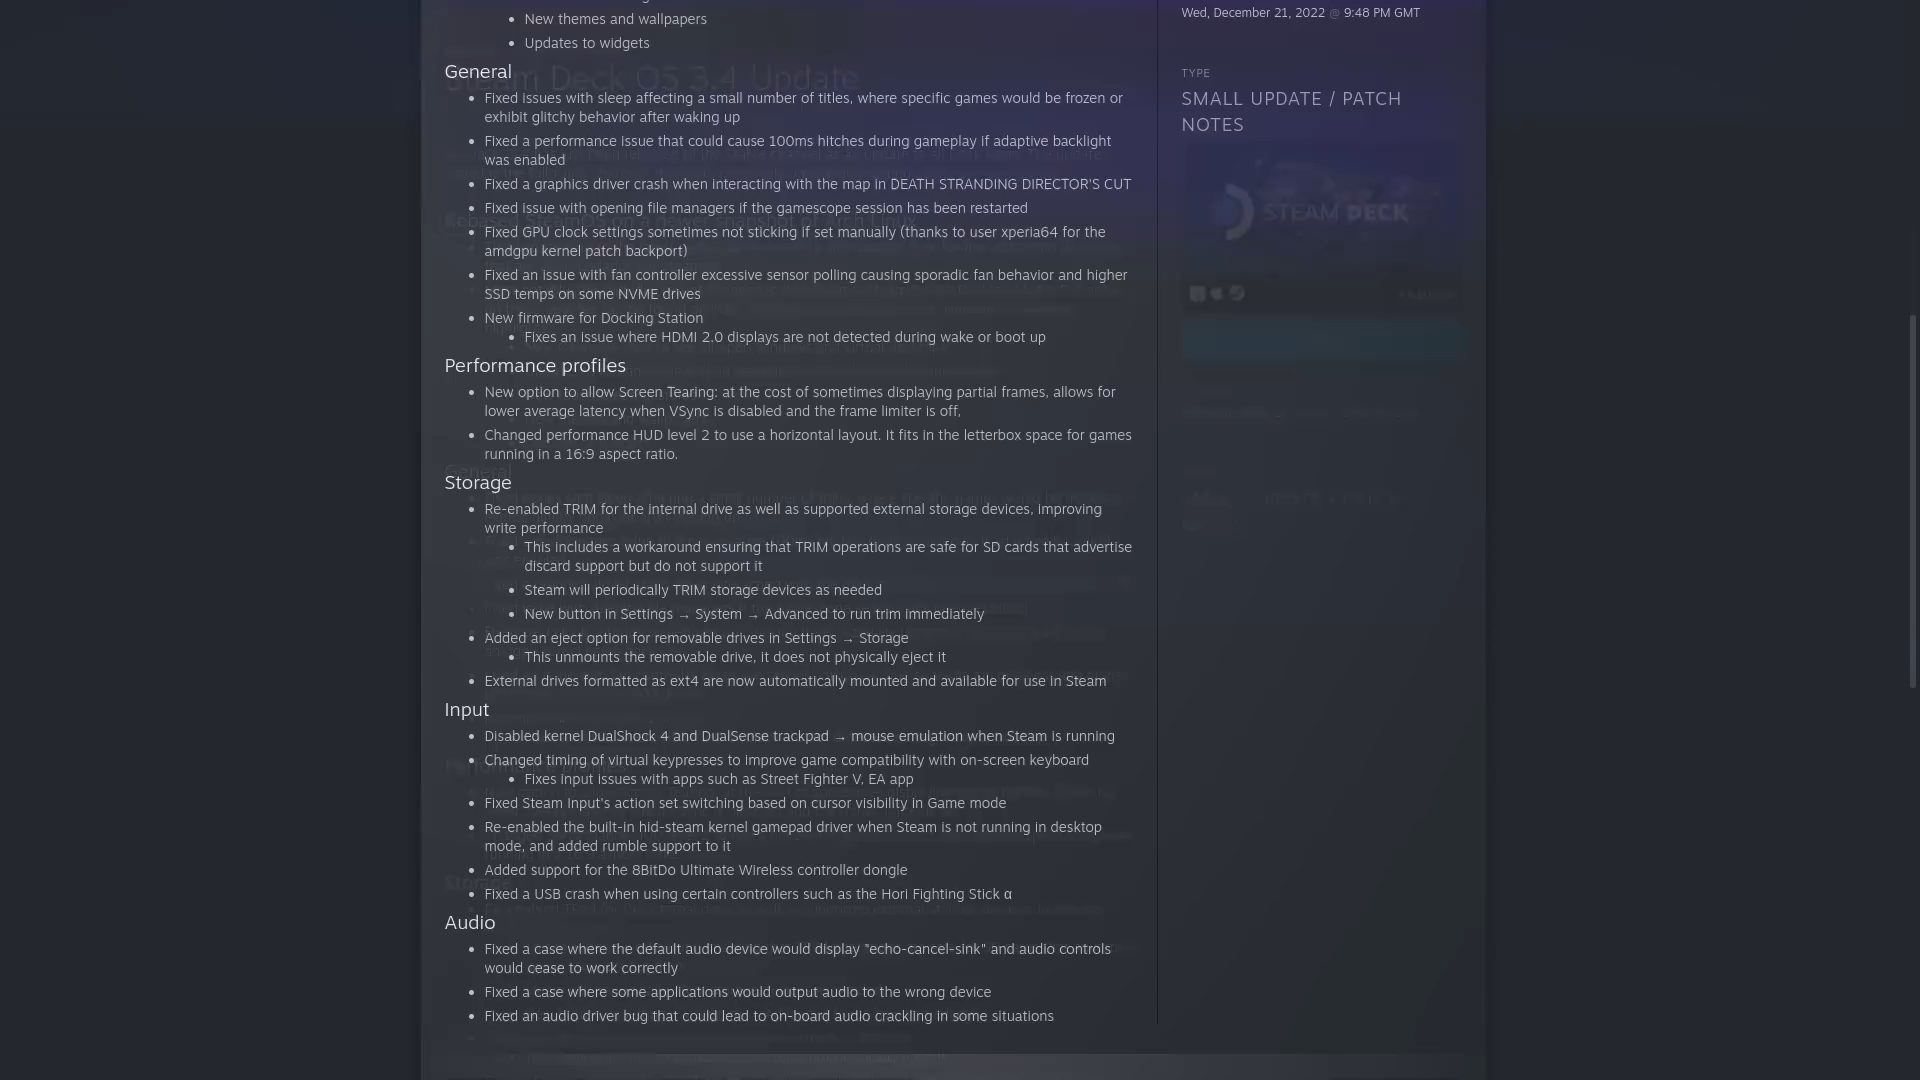 New themes and wallpapers
Updates to widgets
General
Steam Deck OS 3.4 Update
Fixed issues with sleep affecting a small number of titles, where specific games would be frozen or
exhibit glitchy behavior after waking up
Fixed a performance issue that could cause 100ms hitches during gameplay if adaptive backlight
was enabled
Fixed a graphics driver crash when interacting with the map in DEATH STRANDING DIRECTOR'S CUT
Fixed issue with opening file managers if the gamescope session has been restarted
Rebased SteamOS on a newer snapshot of Arch Linux
Fixed GPU clock settings sometimes not sticking if set manually (thanks to user xperia64 for the
amdgpu kernel patch backport)
Fixed an issue with fan controller excessive sensor polling causing sporadic fan behavior and higher
SSD temps on some NVME drives
New firmware for Docking Station
Fixes an issue where HDMI 2.0 displays are not detected during wake or boot up
Performance profiles
New option to allow Screen Tearing: at the cost of sometimes displaying partial frames, allows for
lower average latency when VSync is disabled and the frame limiter is off,
Changed performance HUD level 2 to use a horizontal layout. It fits in the letterbox space for games
running in a 16:9 aspect ratio.
General
Storage
Re-enabled TRIM for the internal drive as well as supported external storage devices, improving
write performance
This includes a workaround ensuring that TRIM operations are safe for SD cards that advertise
discard support but do not support it
Steam will periodically TRIM storage devices as needed
New button in Settings → System → Advanced to run trim immediately
Added an eject option for removable drives in Settings → Storage
This unmounts the removable drive, it does not physically eject it
External drives formatted as ext4 are now automatically mounted and available for use in Steam
Input
Disabled kernel DualShock 4 and DualSense trackpad → mouse emulation when Steam is running
Changed timing of virtual keypresses to improve game compatibility with on-screen keyboard
Fixes input issues with apps such as Street Fighter V, EA app
Fixed Steam Input's action set switching based on cursor visibility in Game mode
Re-enabled the built-in hid-steam kernel gamepad driver when Steam is not running in desktop
mode, and added rumble support to it
Added support for the 8BitDo Ultimate Wireless controller dongle
Storage
Fixed a USB crash when using certain controllers such as the Hori Fighting Stick α
Audio
Fixed a case where the default audio device would display "echo-cancel-sink" and audio controls
would cease to work correctly
Fixed a case where some applications would output audio to the wrong device
Fixed an audio driver bug that could lead to on-board audio crackling in some situations
Wed, December 21, 2022 @ 9:48 PM GMT
TYPE
SMALL UPDATE / PATCH
NOTES
STEAM DECK